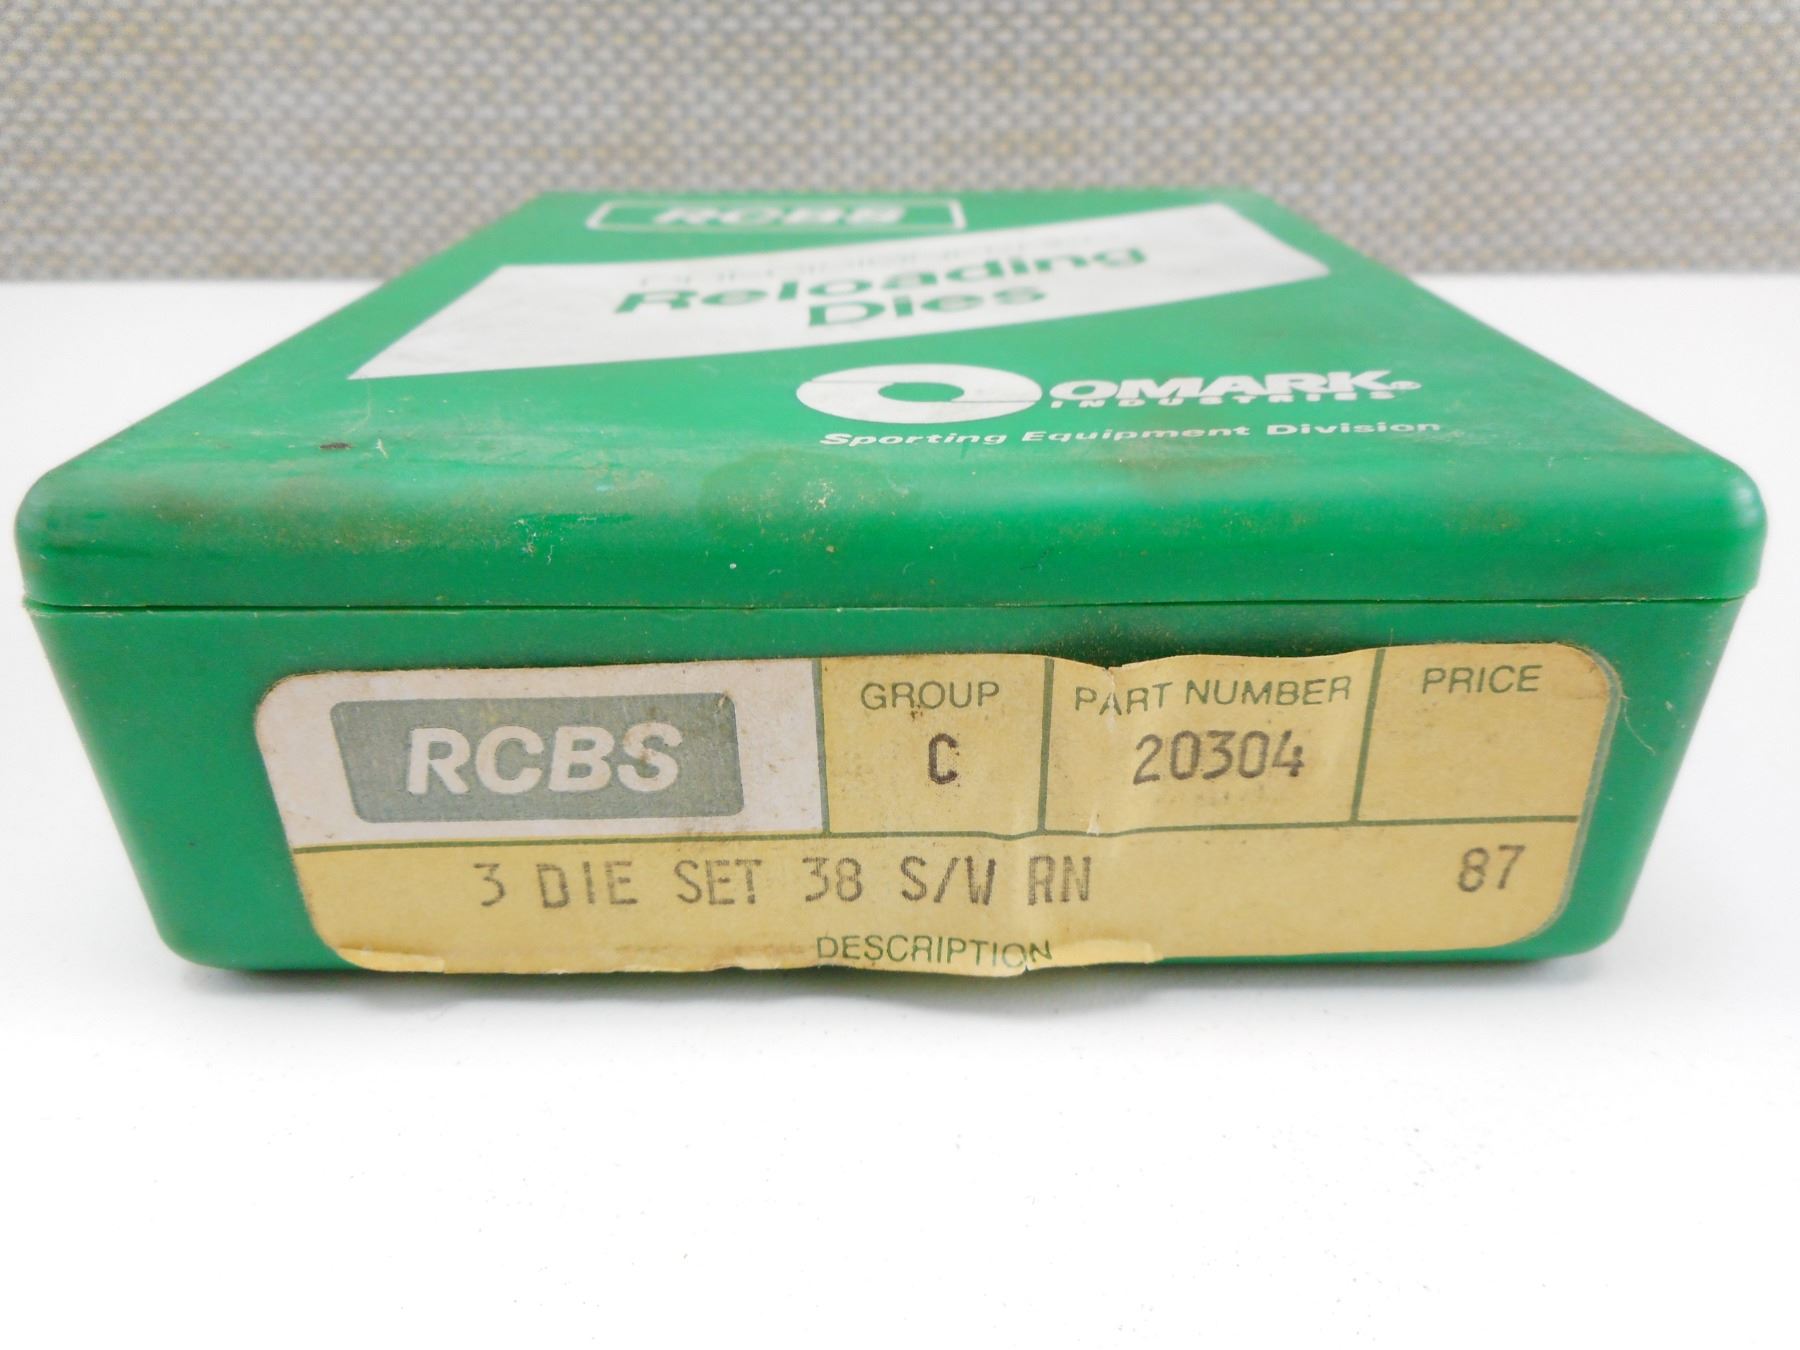 RCBS
Reloading
Dies
OMARK®
INDUSTRIES
Sporting Equipment Division
RCBS
GROUP
PART NUMBER
PRICE
C
20304
3 DIE SET 38 S/W RN
87
DESCRIPTION